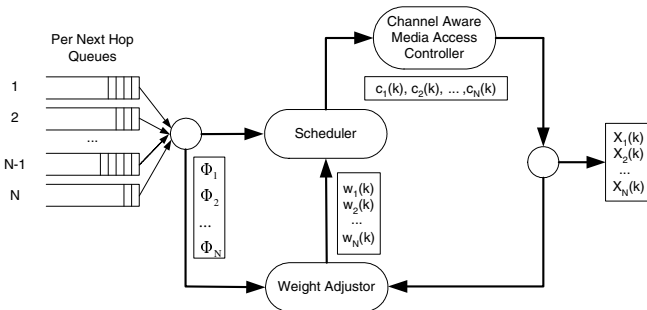 Per Next Hop
Queues
1
2
...
N-1
N
Channel Aware
Media Access
Controller
c1(k), c2(k), ... ,cN(k)
Scheduler
Φ1
Φ2
...
ΦN
w1(k)
w2(k)
...
wN(k)
X1(k)
X2(k)
...
XN(k)
Weight Adjustor